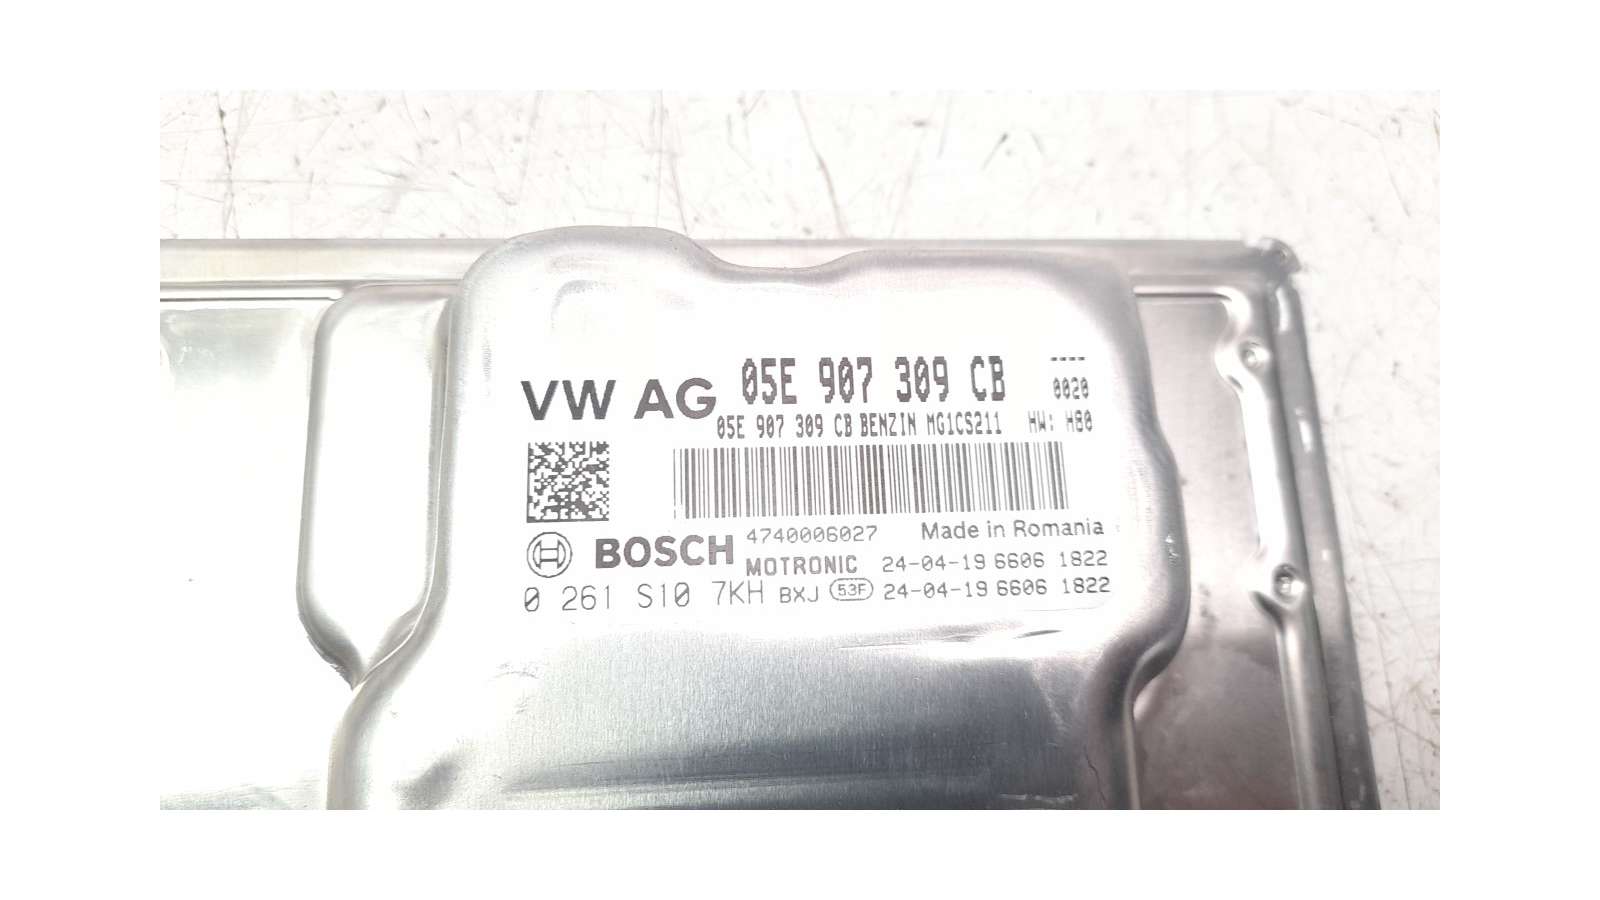 VW AG 05E 907 309 CB ----
0020
05E 907 309 CB BENZIN MG1CS211 HW: H80
BOSCH 4740006027 Made in Romania
MOTRONIC 24-04-19 6606 1822
0 261 S10 7KH BXJ 53F 24-04-19 6606 1822